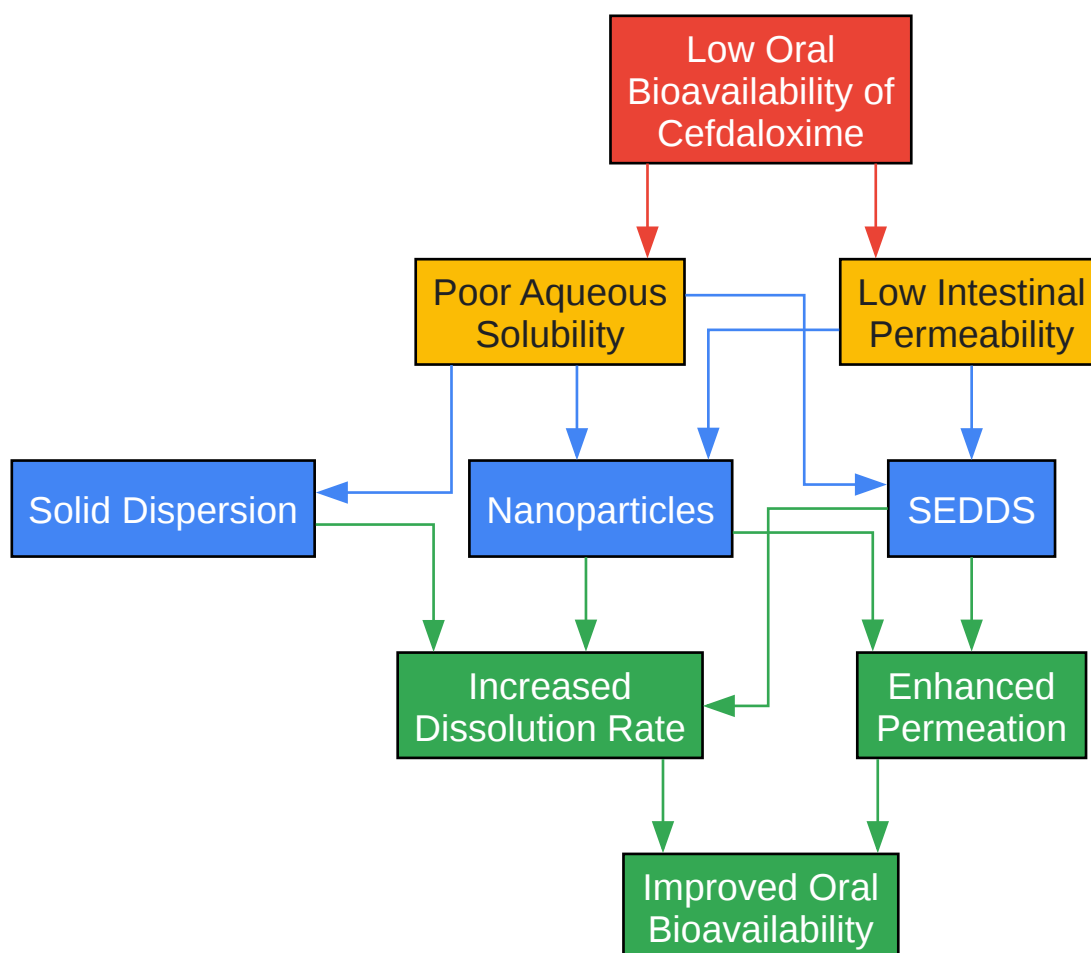 Low Oral
Bioavailability of
Cefdaloxime
Poor Aqueous
Solubility
Low Intestinal
Permeability
Solid Dispersion
Nanoparticles
SEDDS
Increased
Dissolution Rate
Enhanced
Permeation
Improved Oral
Bioavailability